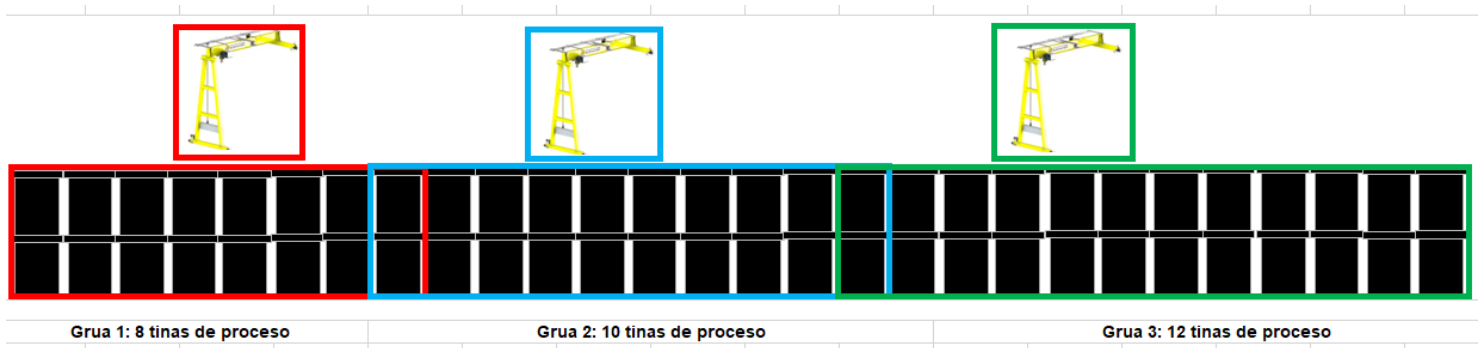 Grua 1: 8 tinas de proceso
Grua 2: 10 tinas de proceso
Grua 3: 12 tinas de proceso